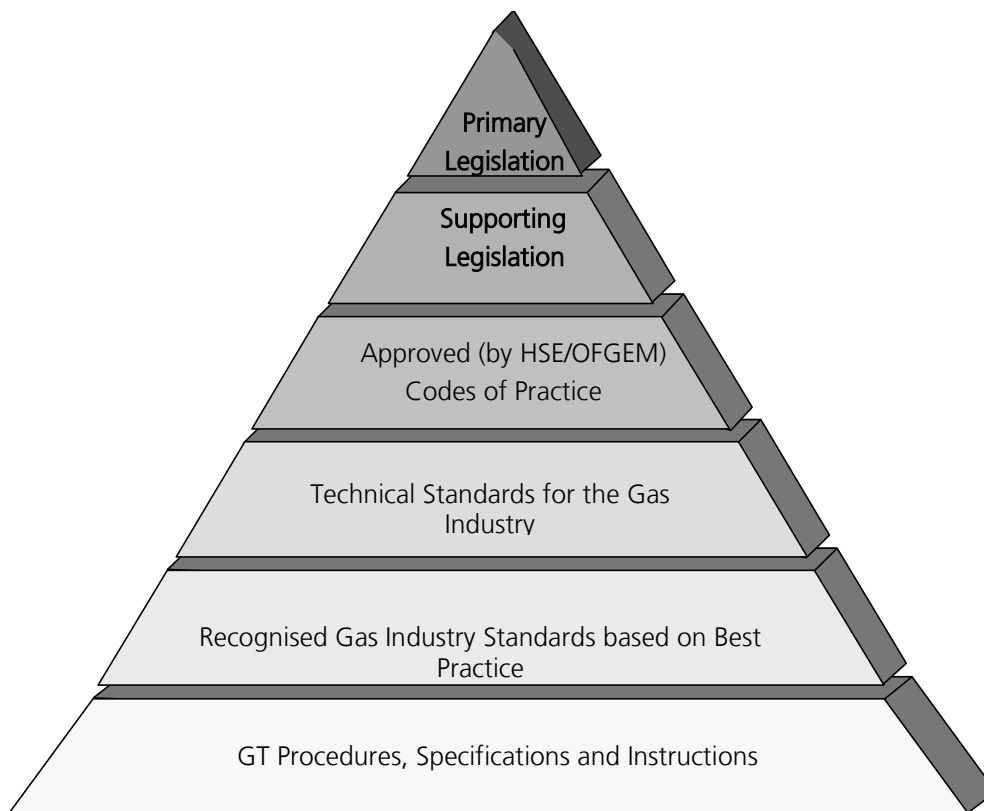 Primary
Legislation
Supporting
Legislation
Approved (by HSE/OFGEM)
Codes of Practice
Technical Standards for the Gas
Industry
Recognised Gas Industry Standards based on Best
Practice
GT Procedures, Specifications and Instructions